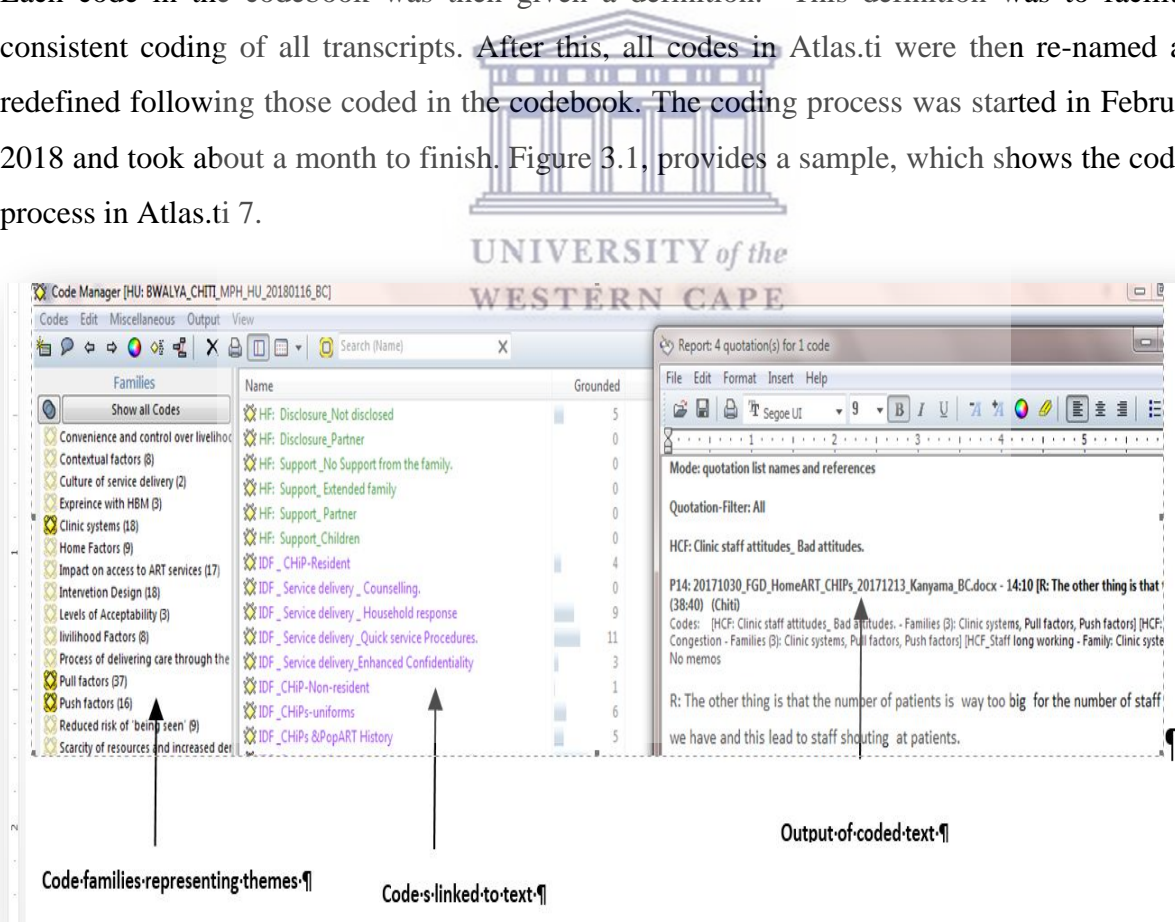 Each code in the codebook was then given a definition. This definition was to facilit
consistent coding of all transcripts. After this, all codes in Atlas.ti were then re-named a
redefined following those coded in the codebook. The coding process was started in Febru
2018 and took about a month to finish. Figure 3.1, provides a sample, which shows the cod
process in Atlas.ti 7.
UNIVERSITY of the
WESTERN CAPE
Code Manager [HU: BWALYA_CHITI_MPH_HU_20180116_BC]
Codes Edit Miscellaneous Output View
Search (Name)
Families
Show all Codes
Convenience and control over livelihoo
Contextual factors (8)
Culture of service delivery (2)
Expreince with HBM (3)
Clinic systems (18)
Home Factors (9)
Impact on access to ART services (17)
Intervetion Design (18)
Levels of Acceptability (3)
livilihood Factors (8)
Process of delivering care through the
Pull factors (37)
Push factors (16)
Reduced risk of 'being seen' (9)
Scarcity of resources and increased der
Name Grounded
HF: Disclosure_Not disclosed 5
HF: Disclosure_Partner 0
HF: Support _No Support from the family. 0
HF: Support_ Extended family 0
HF: Support_ Partner 0
HF: Support_Children 0
IDF _ CHiP-Resident 4
IDF _ Service delivery _ Counselling. 0
IDF _ Service delivery _ Household response 9
IDF _ Service delivery _Quick service Procedures. 11
IDF _ Service delivery_Enhanced Confidentiality 3
IDF _CHiP-Non-resident 1
IDF _CHiPs-uniforms 6
IDF _CHiPs &PopART History 5
Report: 4 quotation(s) for 1 code
File Edit Format Insert Help
Segoe UI 9 B I U
1 2 3 4 5
Mode: quotation list names and references
Quotation-Filter: All
HCF: Clinic staff attitudes_ Bad attitudes.
P14: 20171030_FGD_HomeART_CHIPs_20171213_Kanyama_BC.docx - 14:10 [R: The other thing is that
(38:40) (Chiti)
Codes: [HCF: Clinic staff attitudes_ Bad attitudes. - Families (3): Clinic systems, Pull factors, Push factors] [HCF:
Congestion - Families (3): Clinic systems, Pull factors, Push factors] [HCF_Staff long working - Family: Clinic syste
No memos
R: The other thing is that the number of patients is way too big for the number of staff
we have and this lead to staff shouting at patients.
¶
1
2
Output·of·coded·text·¶
Code·families·representing·themes·¶
Code·s·linked·to·text·¶